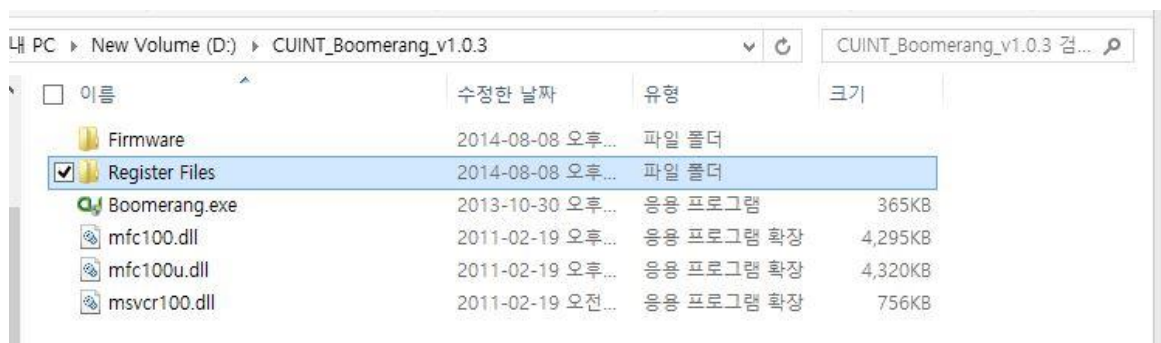 내 PC ▸ New Volume (D:) ▸ CUINT_Boomerang_v1.0.3 CUINT_Boomerang_v1.0.3 검...
이름 수정한 날짜 유형 크기
Firmware 2014-08-08 오후... 파일 폴더
Register Files 2014-08-08 오후... 파일 폴더
Boomerang.exe 2013-10-30 오후... 응용 프로그램 365KB
mfc100.dll 2011-02-19 오후... 응용 프로그램 확장 4,295KB
mfc100u.dll 2011-02-19 오후... 응용 프로그램 확장 4,320KB
msvcr100.dll 2011-02-19 오전... 응용 프로그램 확장 756KB